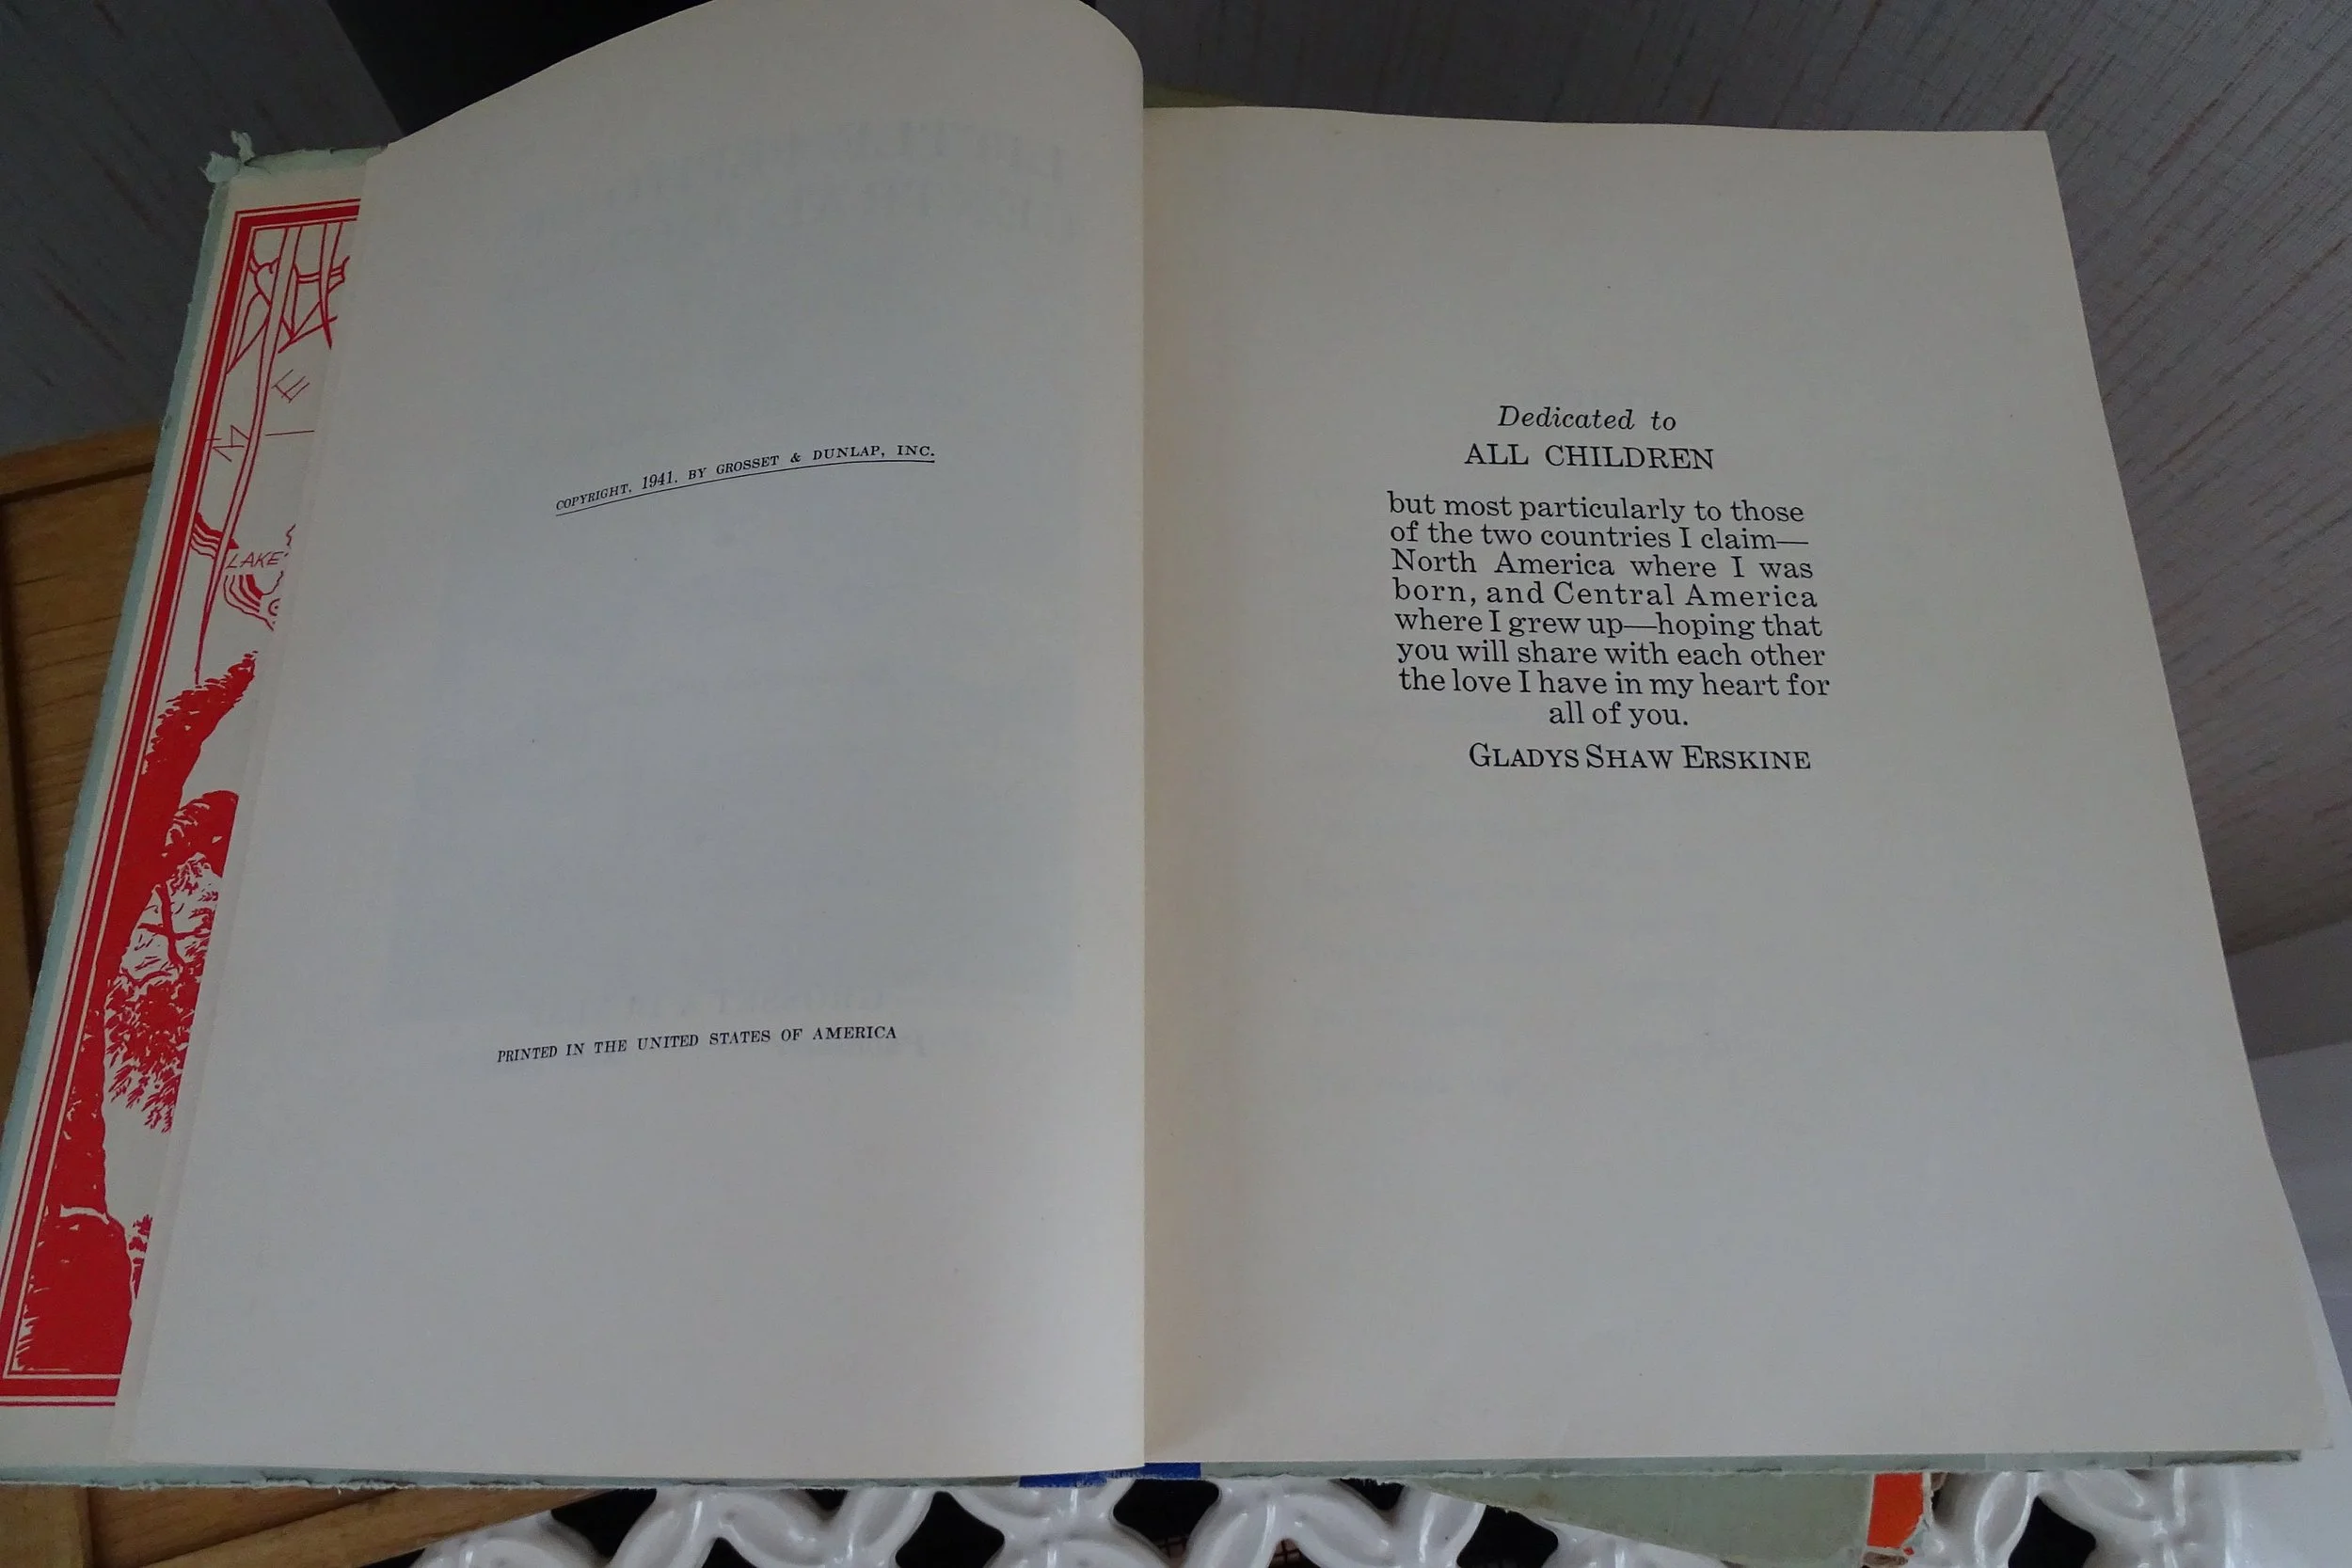 LAKE
COPYRIGHT, 1941, BY GROSSET & DUNLAP, INC.
PRINTED IN THE UNITED STATES OF AMERICA
Dedicated to
ALL CHILDREN
but most particularly to those
of the two countries I claim—
North America where I was
born, and Central America
where I grew up—hoping that
you will share with each other
the love I have in my heart for
all of you.
GLADYS SHAW ERSKINE